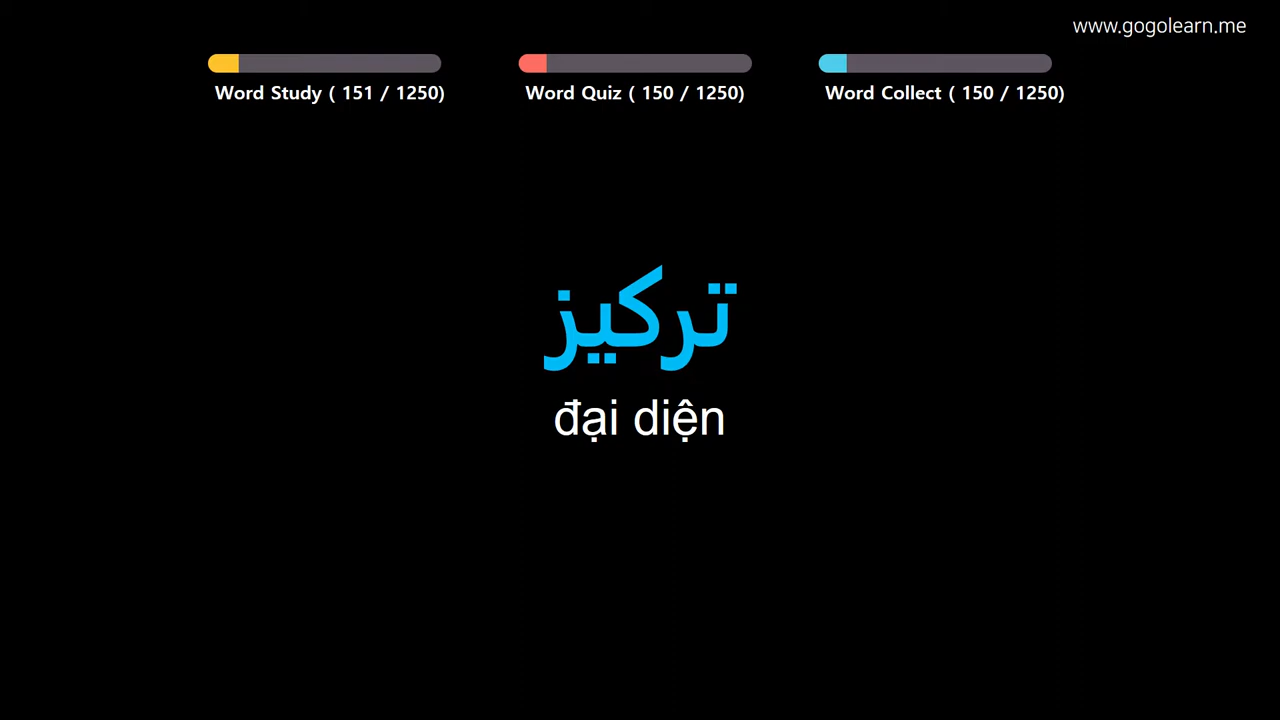 www.gogolearn.me
Word Study ( 151 / 1250)
Word Quiz ( 150 / 1250)
Word Collect ( 150 / 1250)
تركيز
đại diện